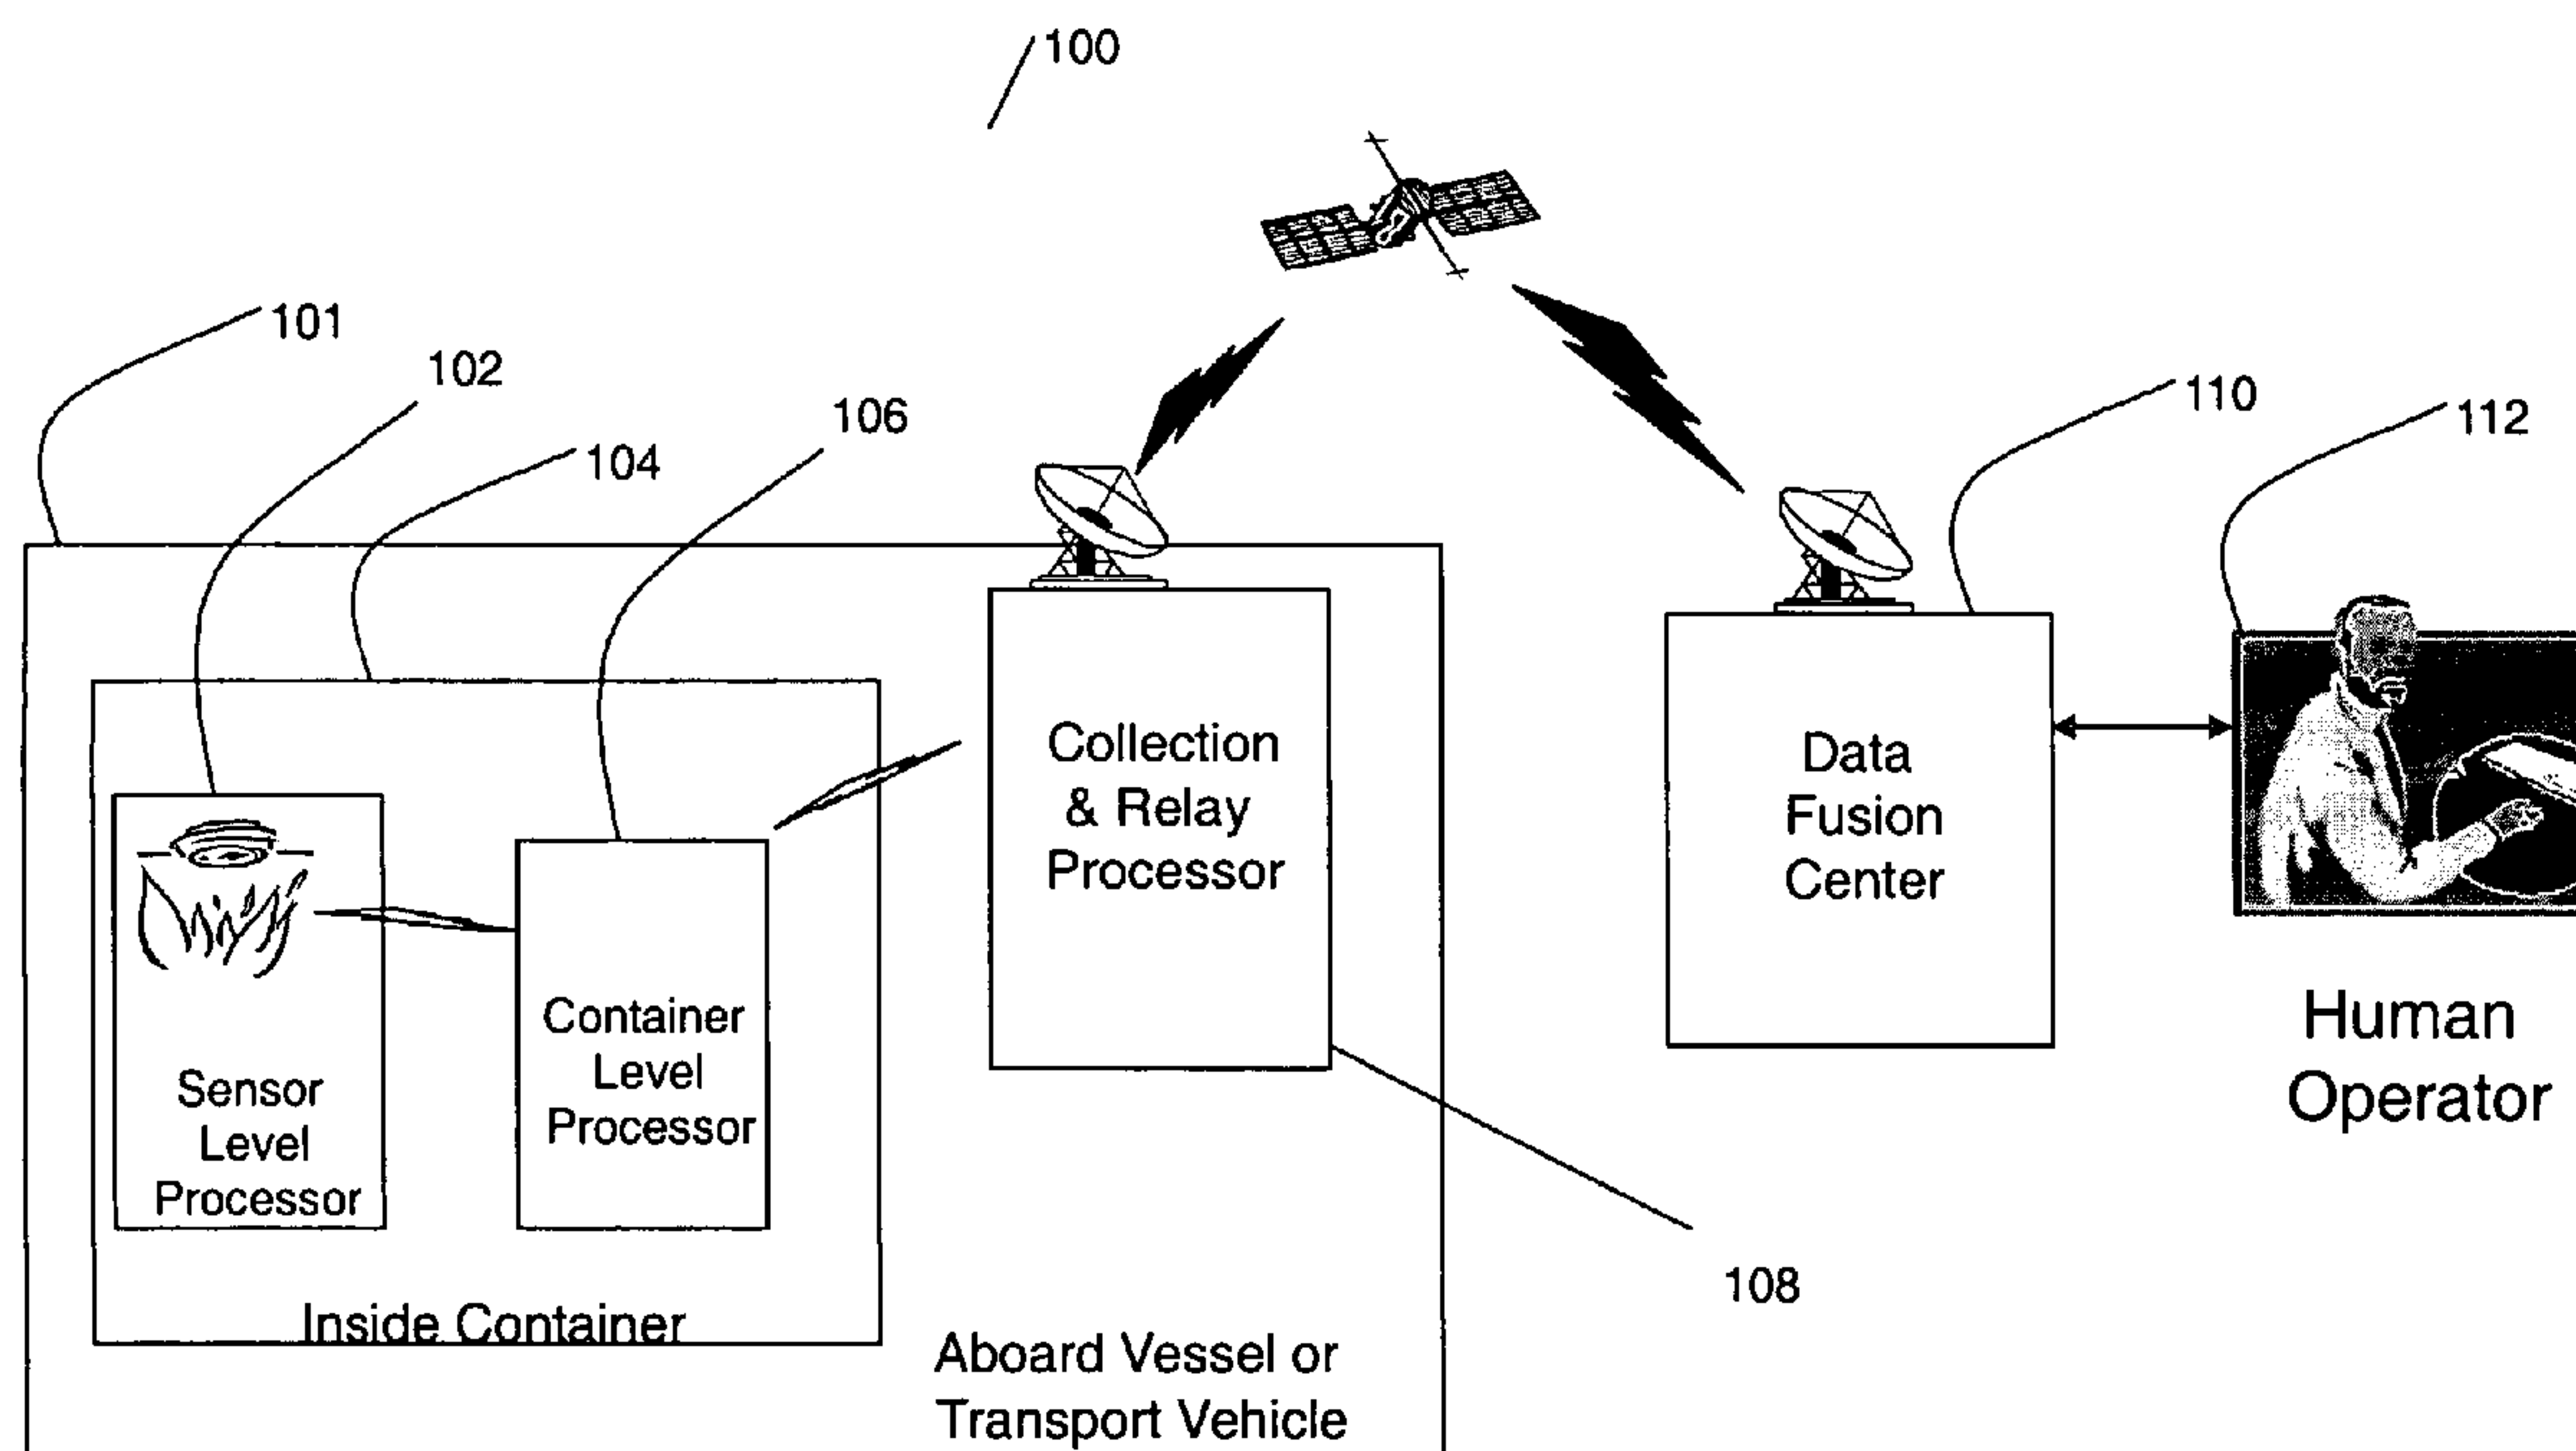 100
101
102
104
106
110
112
Collection
& Relay
Processor
Data
Fusion
Center
Container
Level
Processor
Sensor
Level
Processor
Human
Operator
108
Inside Container
Aboard Vessel or
Transport Vehicle